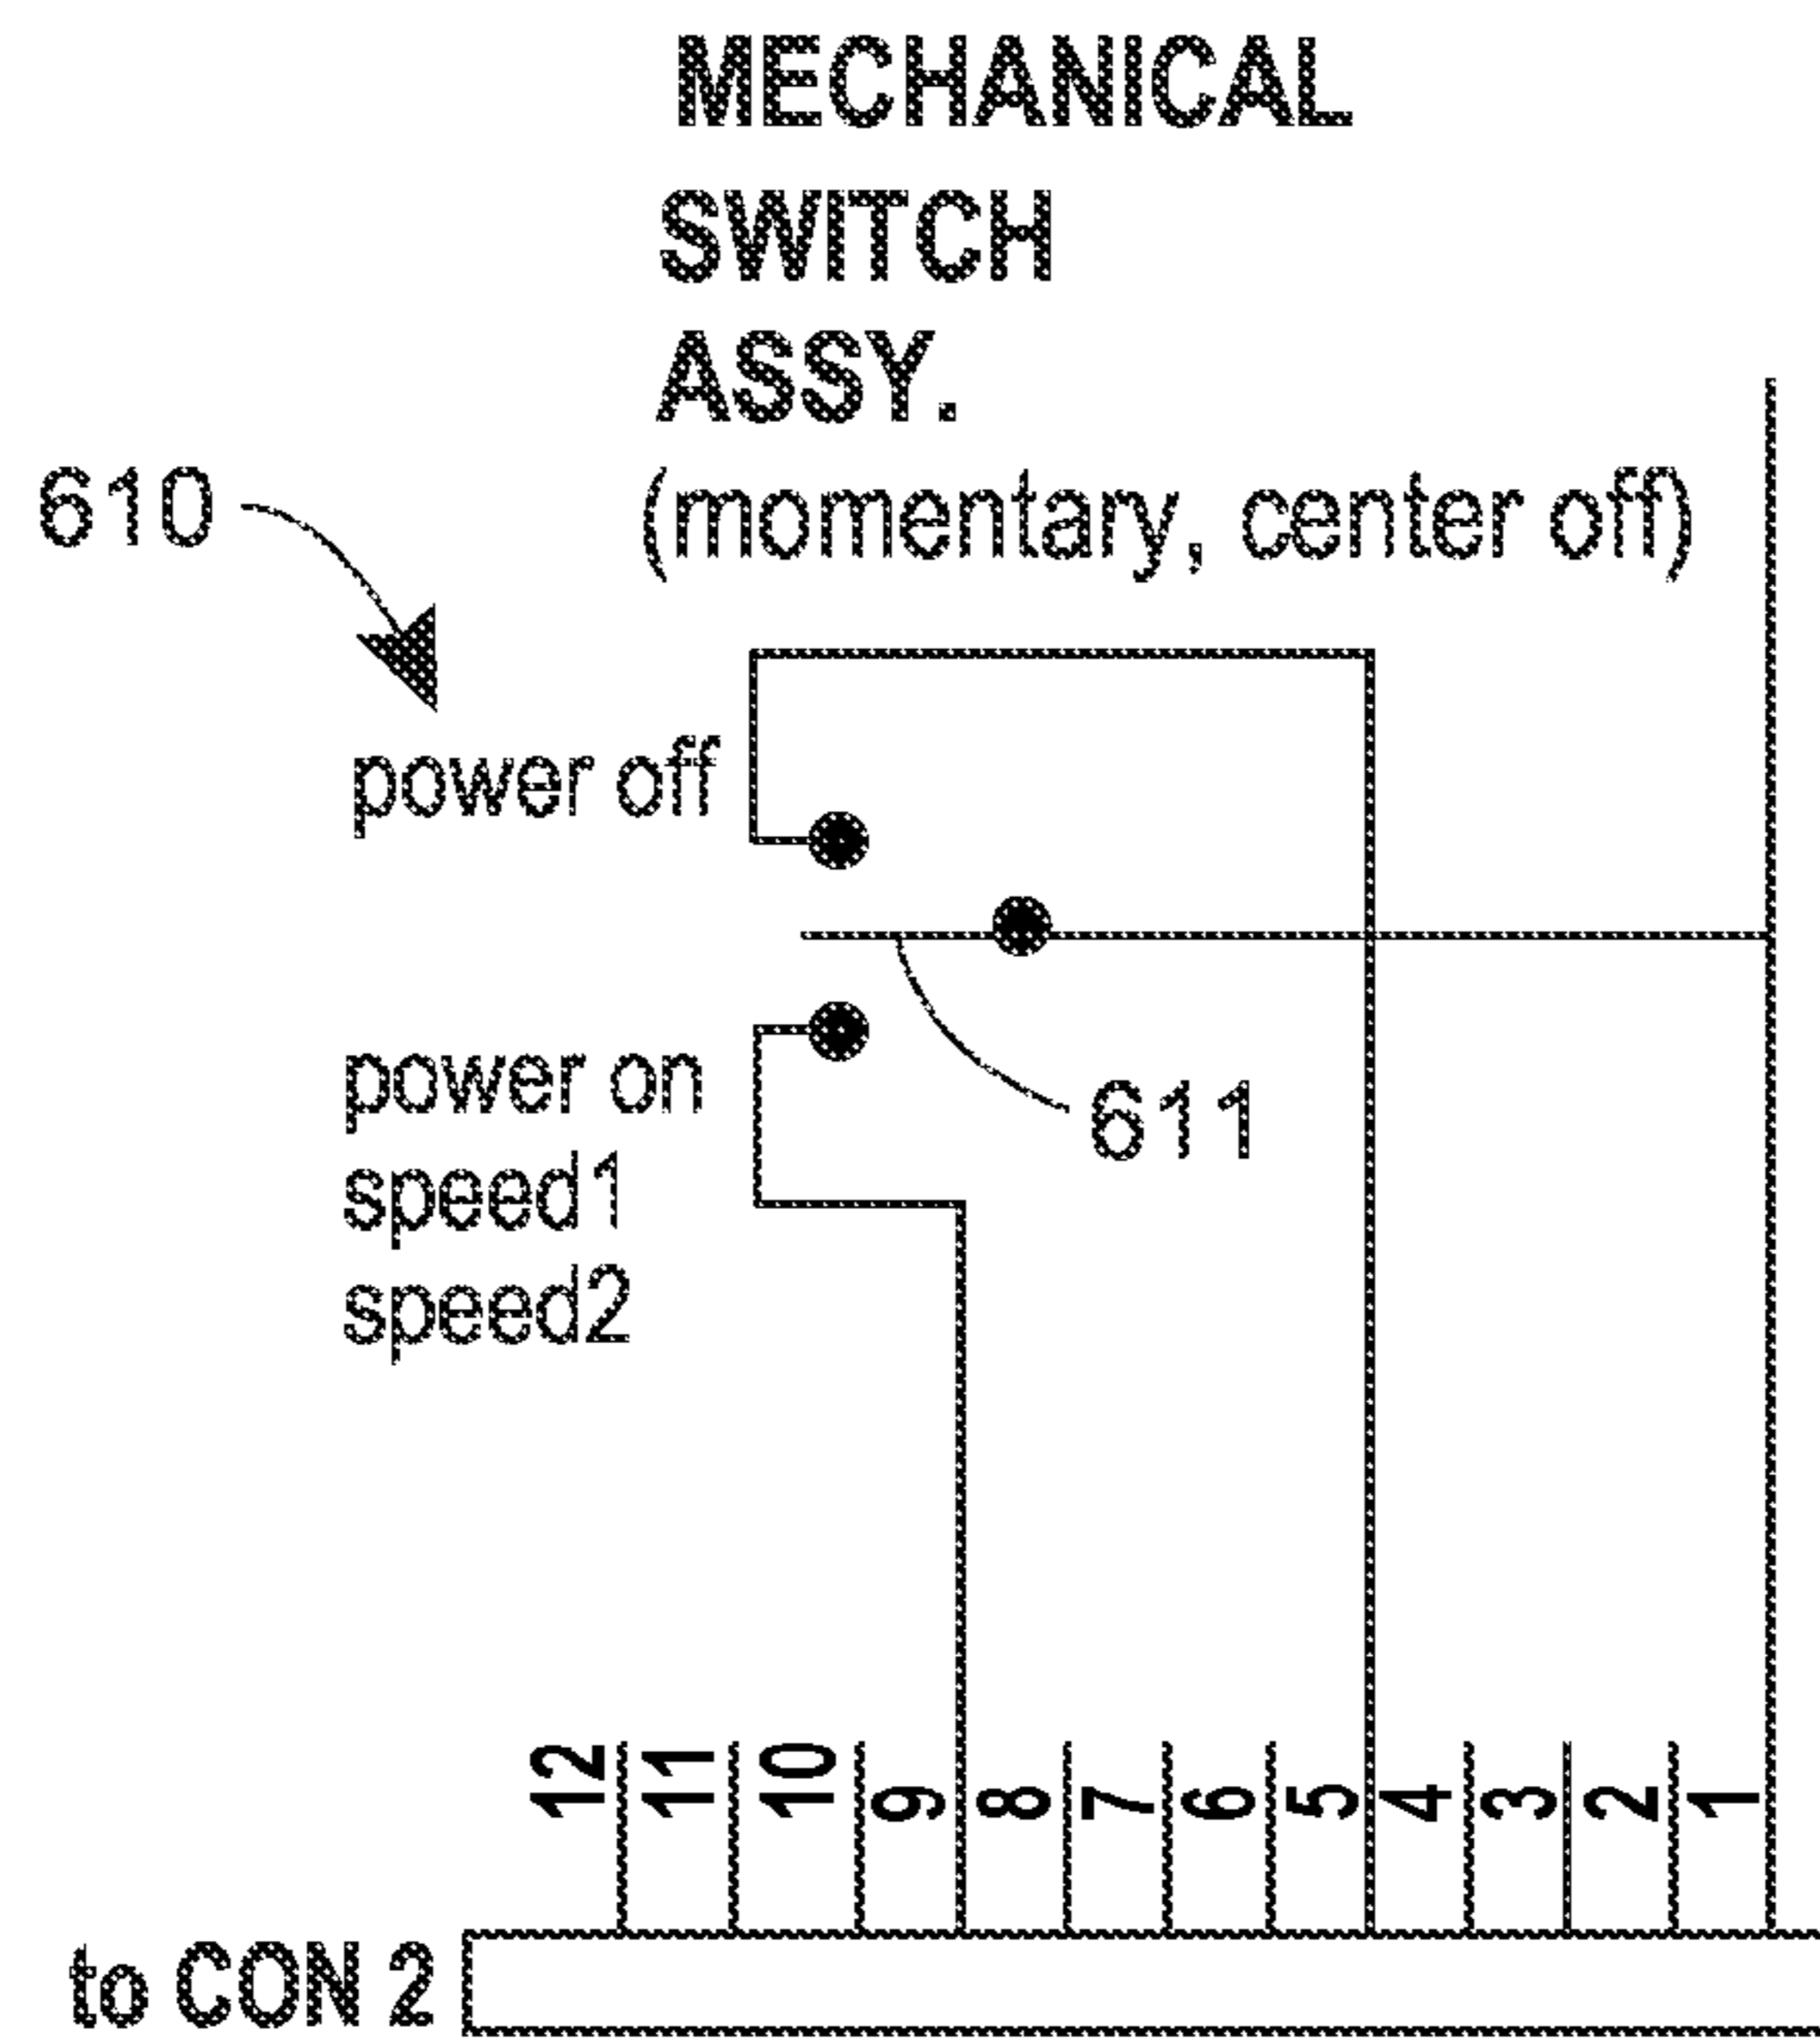 MECHANICAL
SWITCH
ASSY.
(momentary, center off)
610
power off
power on
speed1
speed2
611
12 11 10 9 8 7 6 5 4 3 2 1
to CON 2